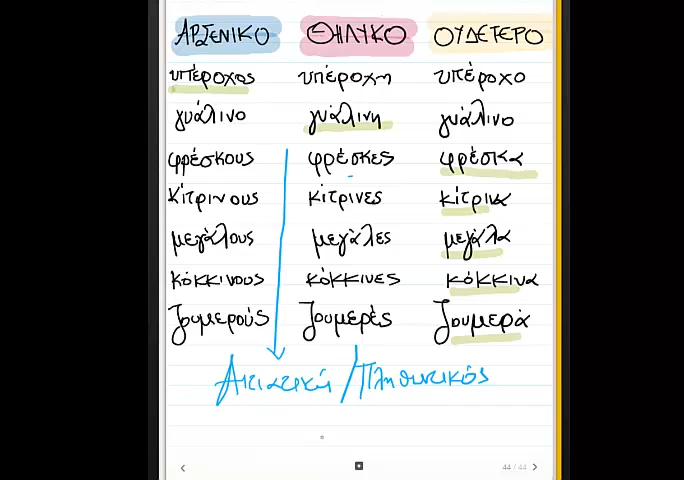 ΑΡΣΕΝΙΚΟ ΘΗΛΥΚΟ ΟΥΔΕΤΕΡΟ
υπέροχος υπέροχη υπέροχο
γυάλινο γυάλινη γυάλινο
φρέσκους φρέσκες φρέσκα
κίτρινους κίτρινες κίτρινα
μεγάλους μεγάλες μεγάλα
κόκκινους κόκκινες κόκκινα
ζουμερούς ζουμερές ζουμερά
Αιτιατική / Πληθυντικός
44 / 44